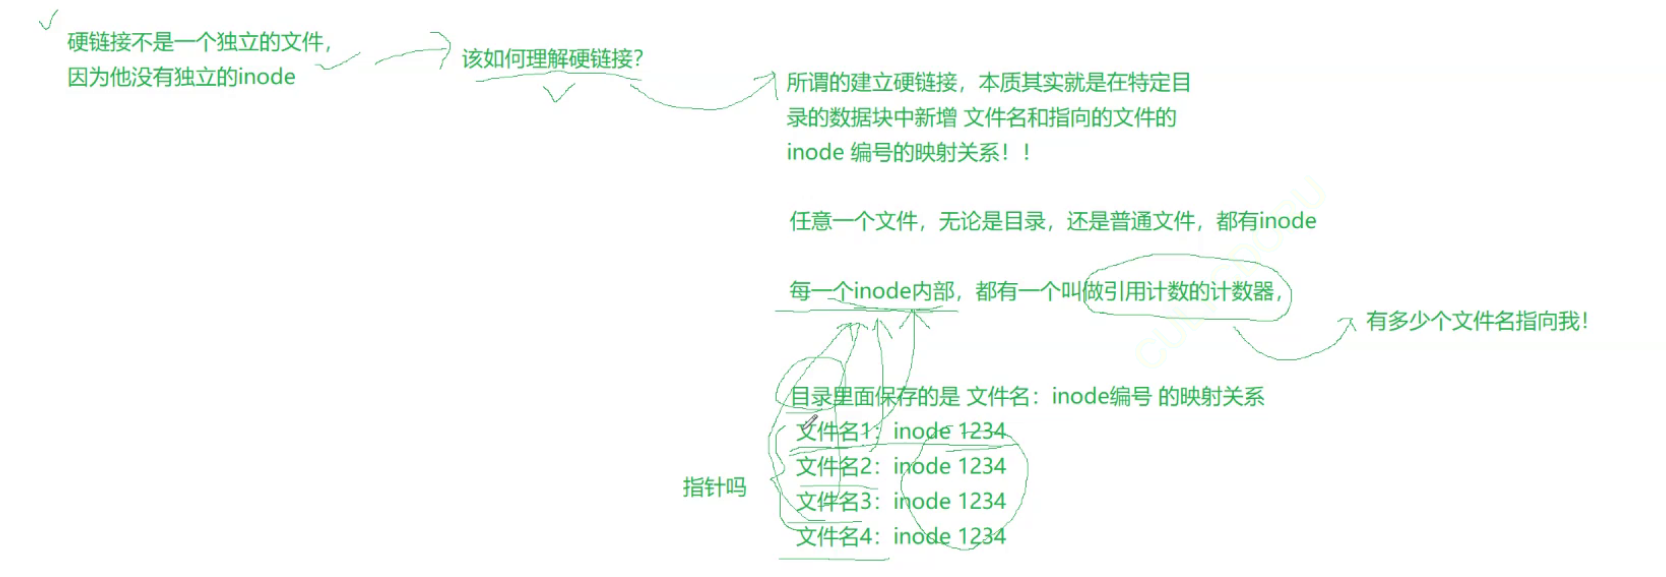 硬链接不是一个独立的文件，
因为他没有独立的inode
该如何理解硬链接？
所谓的建立硬链接，本质其实就是在特定目
录的数据块中新增 文件名和指向的文件的
inode 编号的映射关系！！
任意一个文件，无论是目录，还是普通文件，都有inode
每一个inode内部，都有一个叫做引用计数的计数器，
有多少个文件名指向我！
目录里面保存的是 文件名：inode编号 的映射关系
文件名1：inode 1234
文件名2：inode 1234
指针吗
文件名3：inode 1234
文件名4：inode 1234